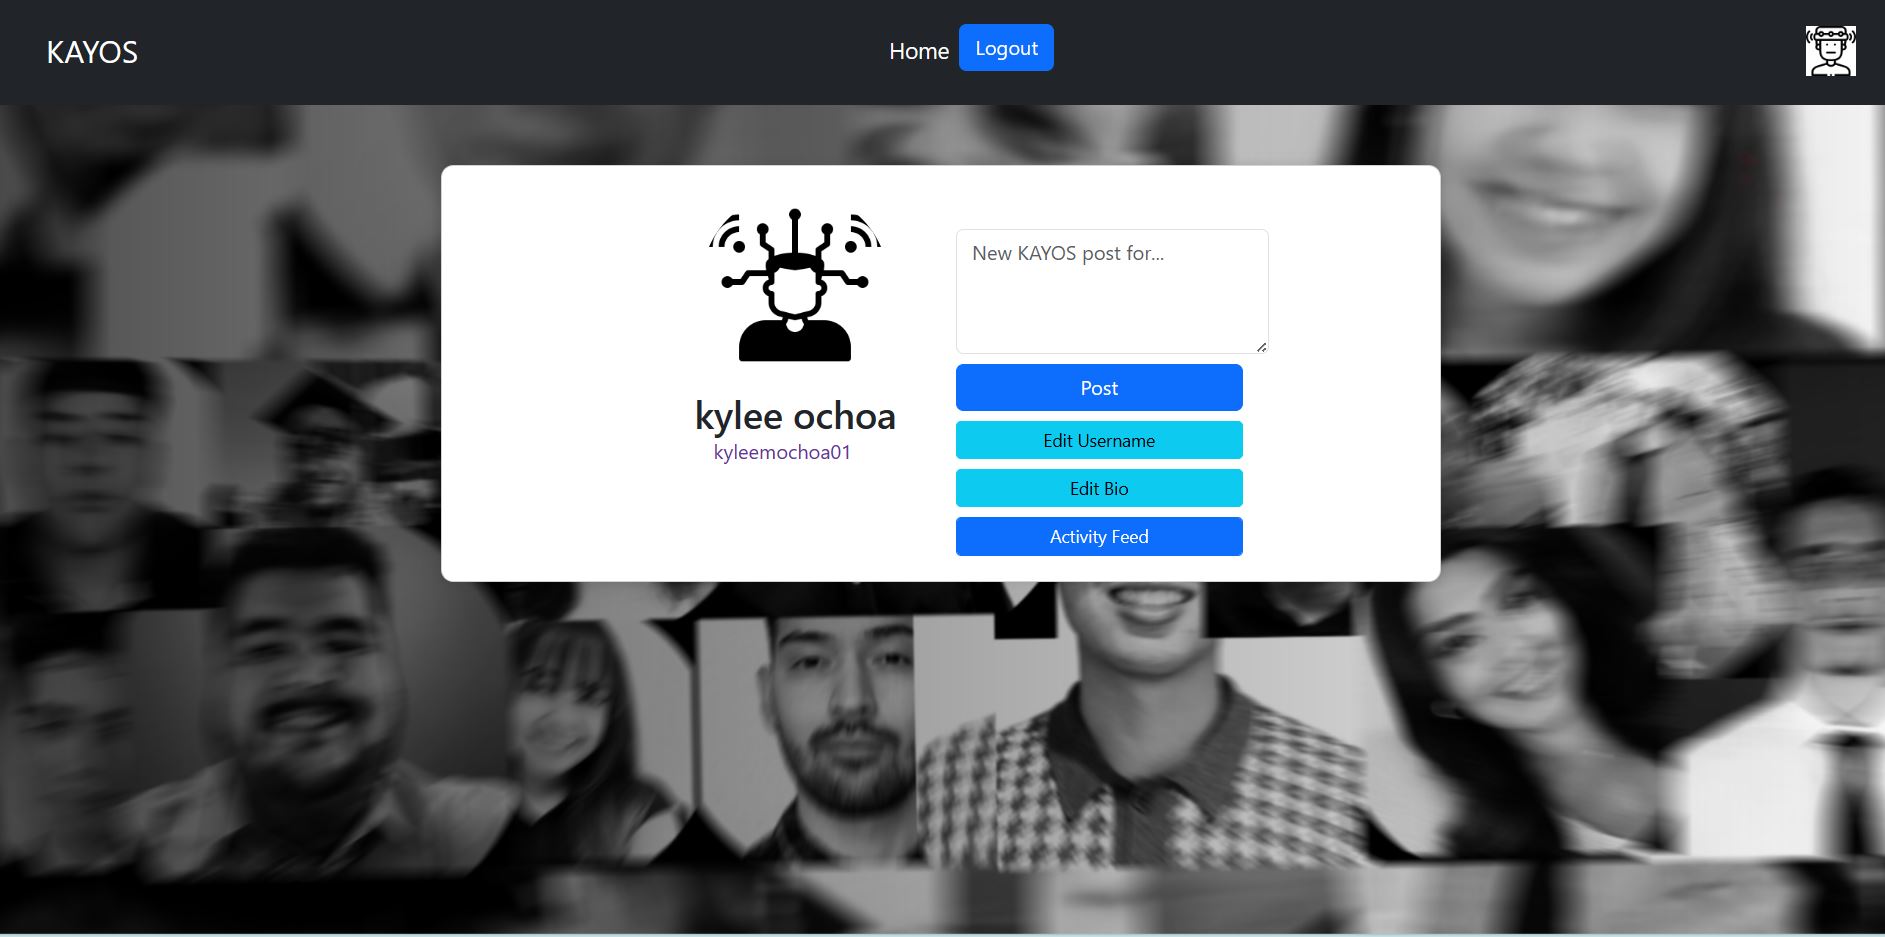 KAYOS
Home
Logout
New KAYOS post for...
Post
kylee ochoa
kyleemochoa01
Edit Username
Edit Bio
Activity Feed